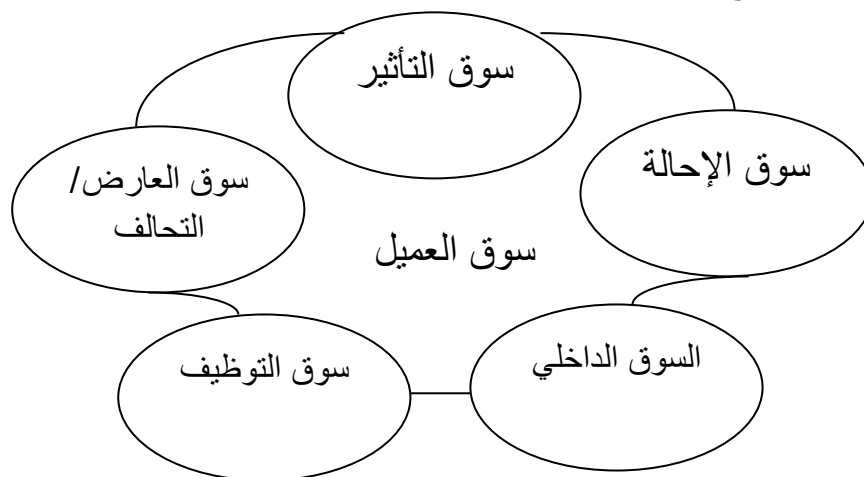 سوق التأثير
سوق الإحالة
سوق العارض/
التحالف
سوق العميل
السوق الداخلي
سوق التوظيف